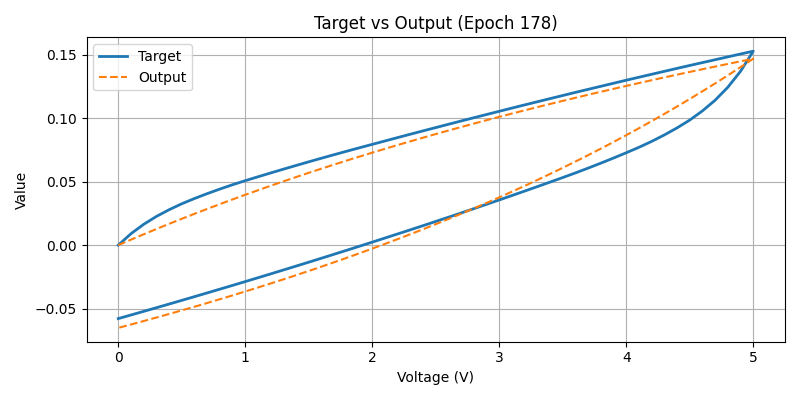 Target vs Output (Epoch 178)
Target
Output
Value
0.15
0.10
0.05
0.00
−0.05
0 1 2 3 4 5
Voltage (V)